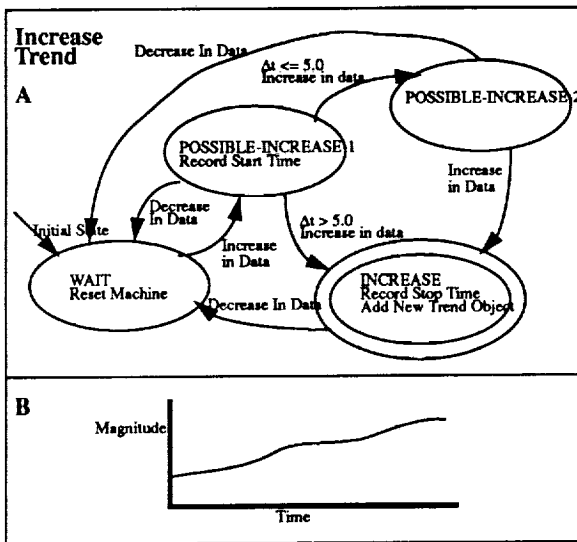 Increase
Trend
A
Decrease In Data
Δt <= 5.0
Increase in data
POSSIBLE-INCREASE-2
POSSIBLE-INCREASE-1
Record Start Time
Increase
in Data
Decrease
In Data
Δt > 5.0
Increase in data
Initial State
Increase
in Data
WAIT
Reset Machine
INCREASE
Record Stop Time
Add New Trend Object
Decrease In Data
B
Magnitude
Time